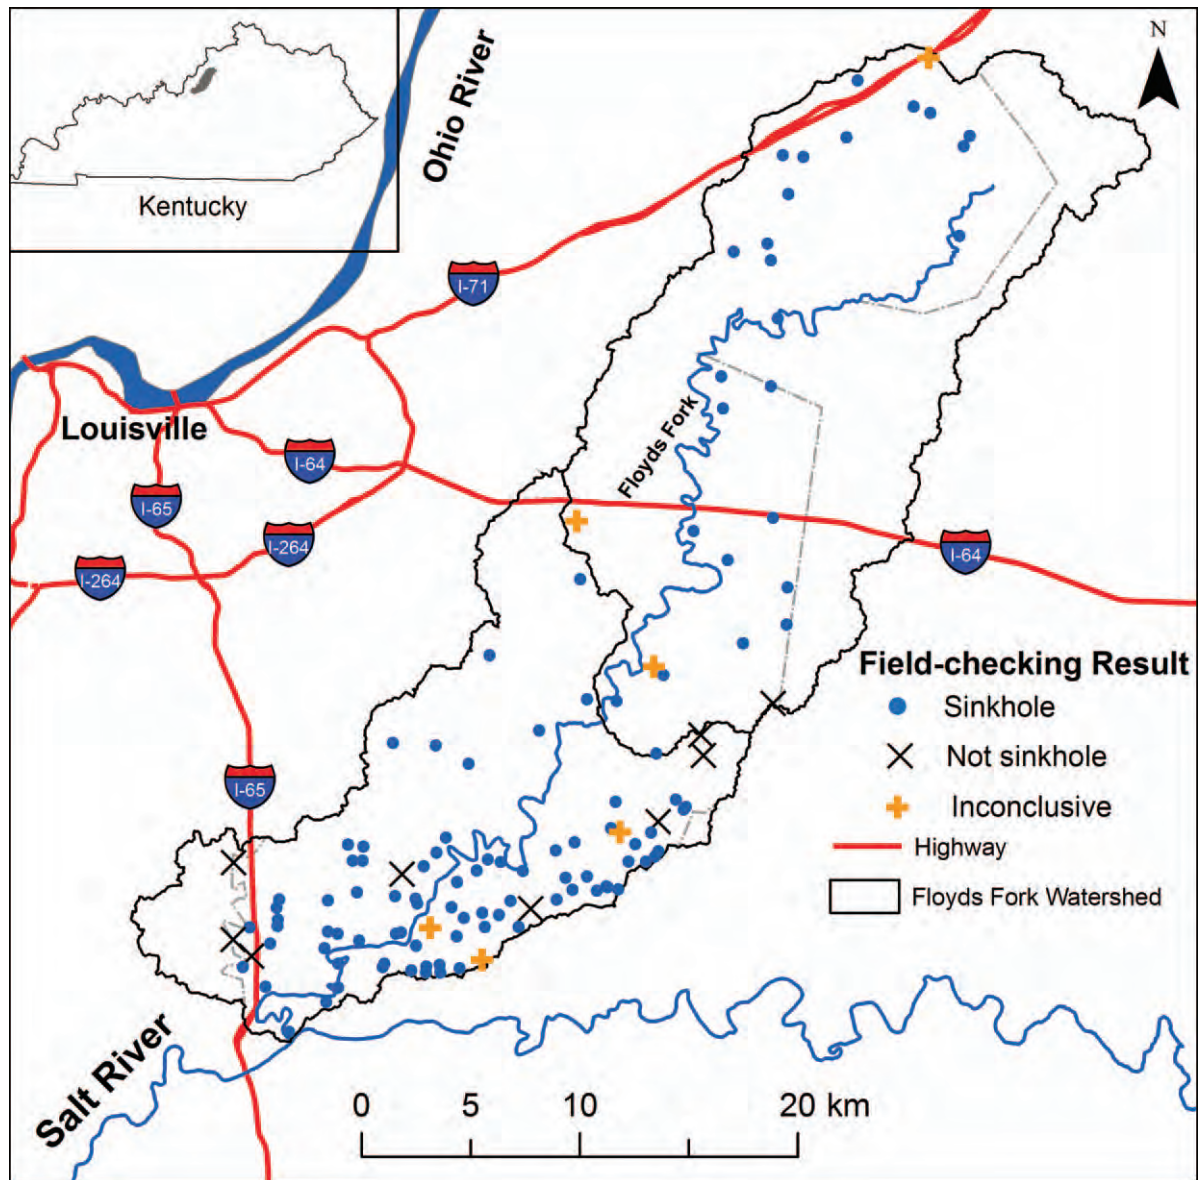 N
Kentucky
Ohio River
I-71
Louisville
Floyds Fork
I-64
I-65
I-264
I-264
I-64
Field-checking Result
Sinkhole
Not sinkhole
Inconclusive
Highway
Floyds Fork Watershed
I-65
Salt River
0 5 10 20 km